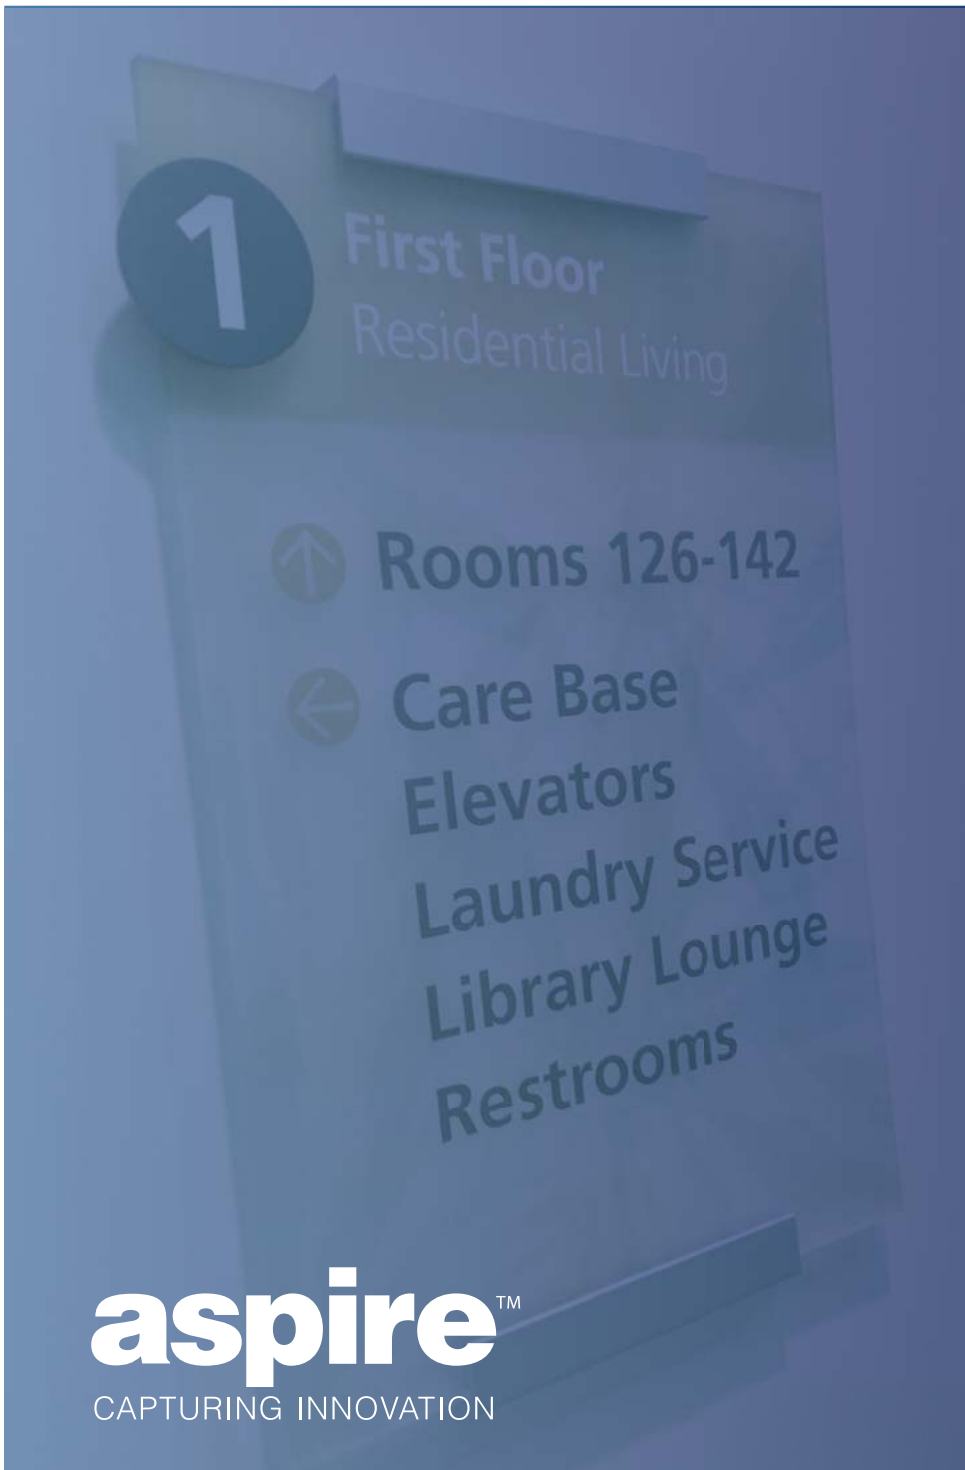 1
First Floor
Residential Living
Rooms 126-142
Care Base
Elevators
Laundry Service
Library Lounge
Restrooms
aspire™
CAPTURING INNOVATION